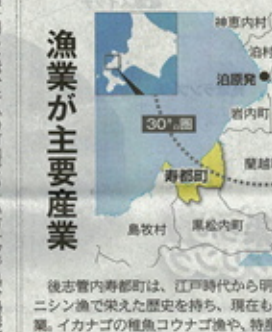 漁業が主要産業
神恵内村
泊村
泊原発
岩内町
30㌔圏
蘭越
寿都町
島牧村
黒松内町
後志管内寿都町は、江戸時代から明
ニシン漁で栄えた歴史を持ち、現在も
業。イカナゴの稚魚コウナゴ漁や、特産